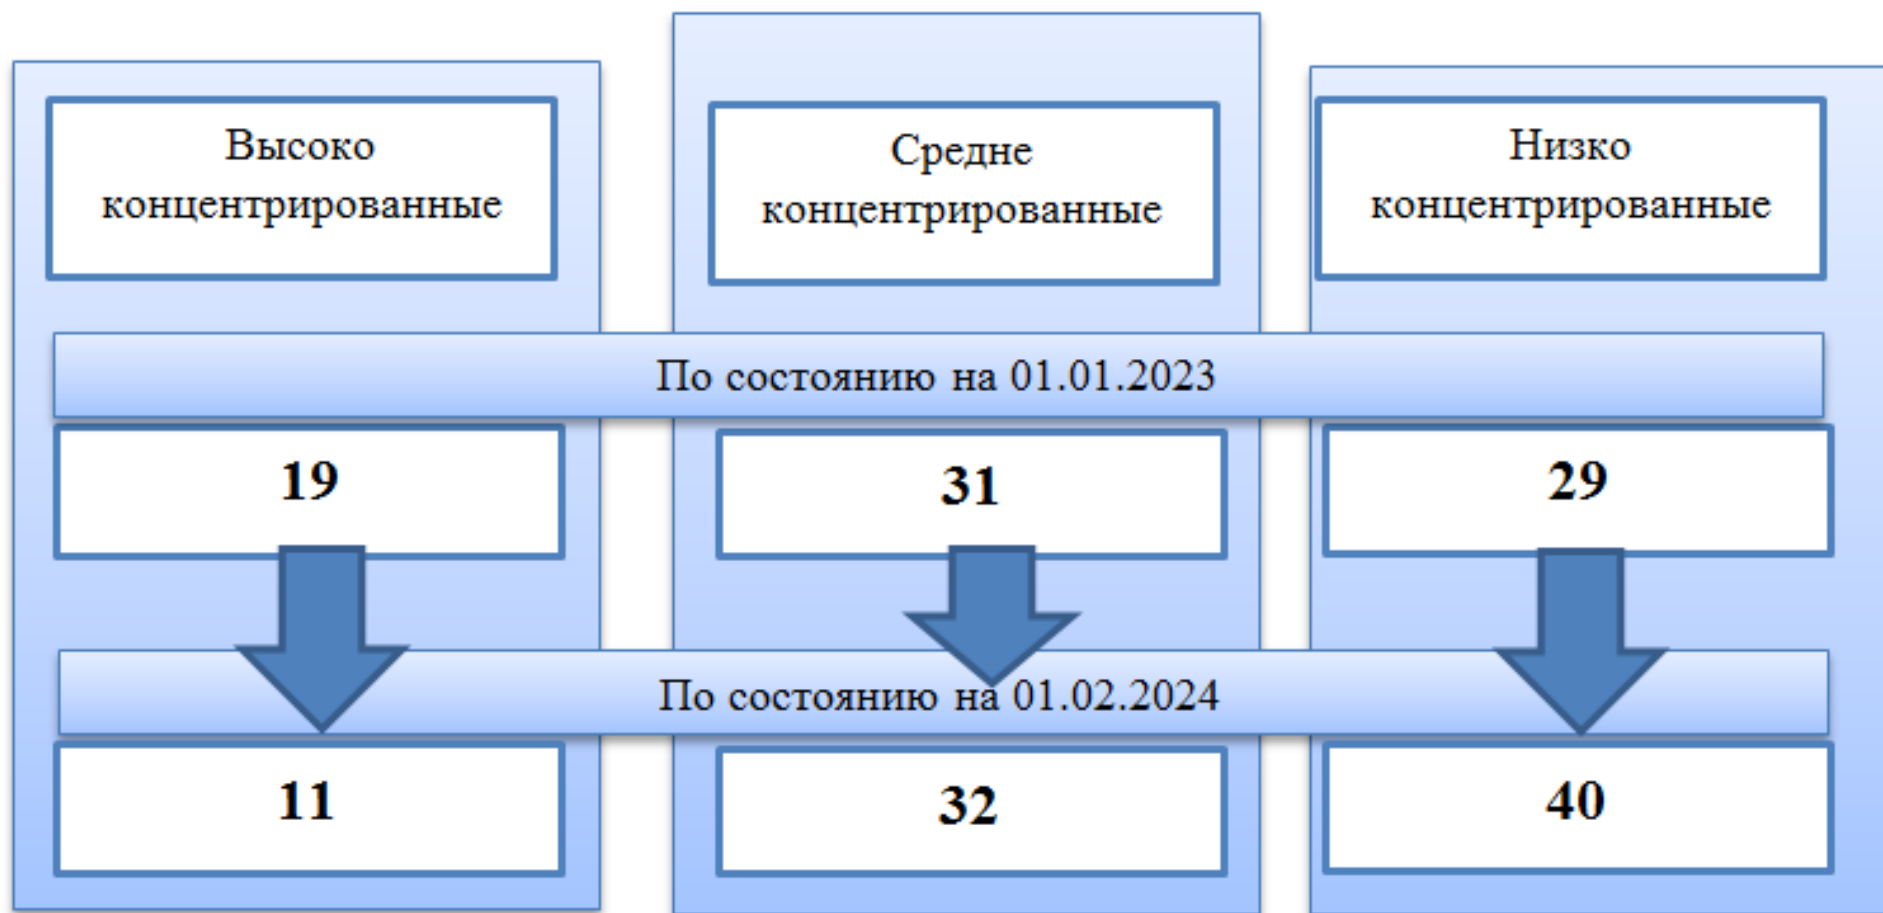 Высоко
концентрированные
Средне
концентрированные
Низко
концентрированные
По состоянию на 01.01.2023
19
31
29
По состоянию на 01.02.2024
11
32
40